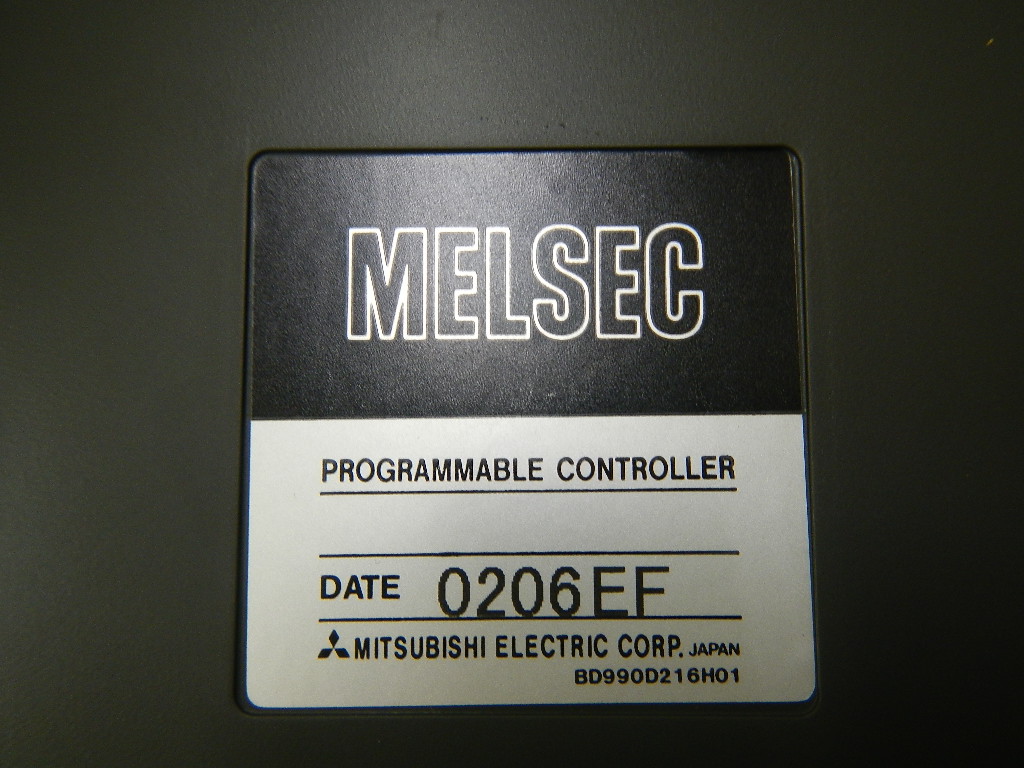 MELSEC
PROGRAMMABLE CONTROLLER
DATE 0206EF
MITSUBISHI ELECTRIC CORP. JAPAN
BD990D216H01